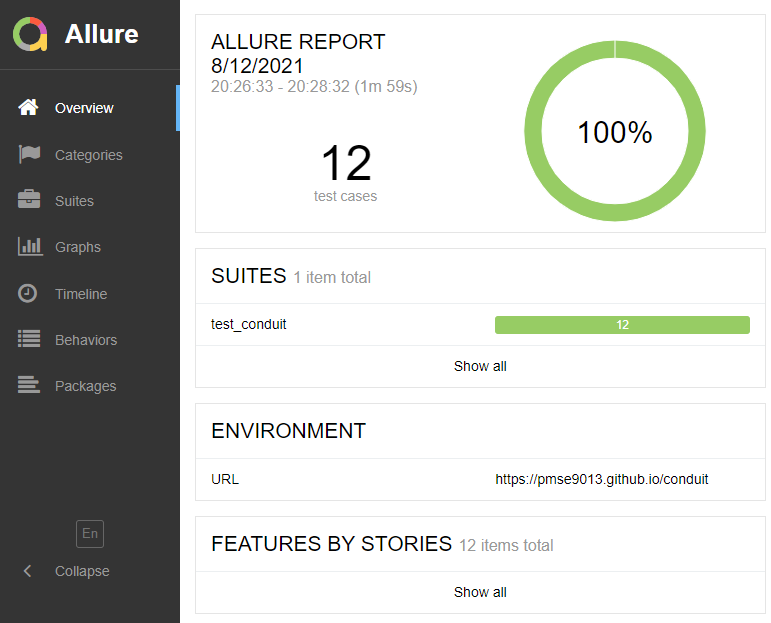 Allure
Overview
Categories
Suites
Graphs
Timeline
Behaviors
Packages
En
Collapse
ALLURE REPORT
8/12/2021
20:26:33 - 20:28:32 (1m 59s)
12
test cases
100%
SUITES 1 item total
test_conduit 12
Show all
ENVIRONMENT
URL https://pmse9013.github.io/conduit
FEATURES BY STORIES 12 items total
Show all